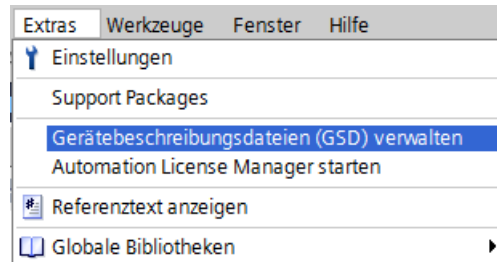 Extras Werkzeuge Fenster Hilfe
Einstellungen
Support Packages
Gerätebeschreibungsdateien (GSD) verwalten
Automation License Manager starten
Referenztext anzeigen
Globale Bibliotheken